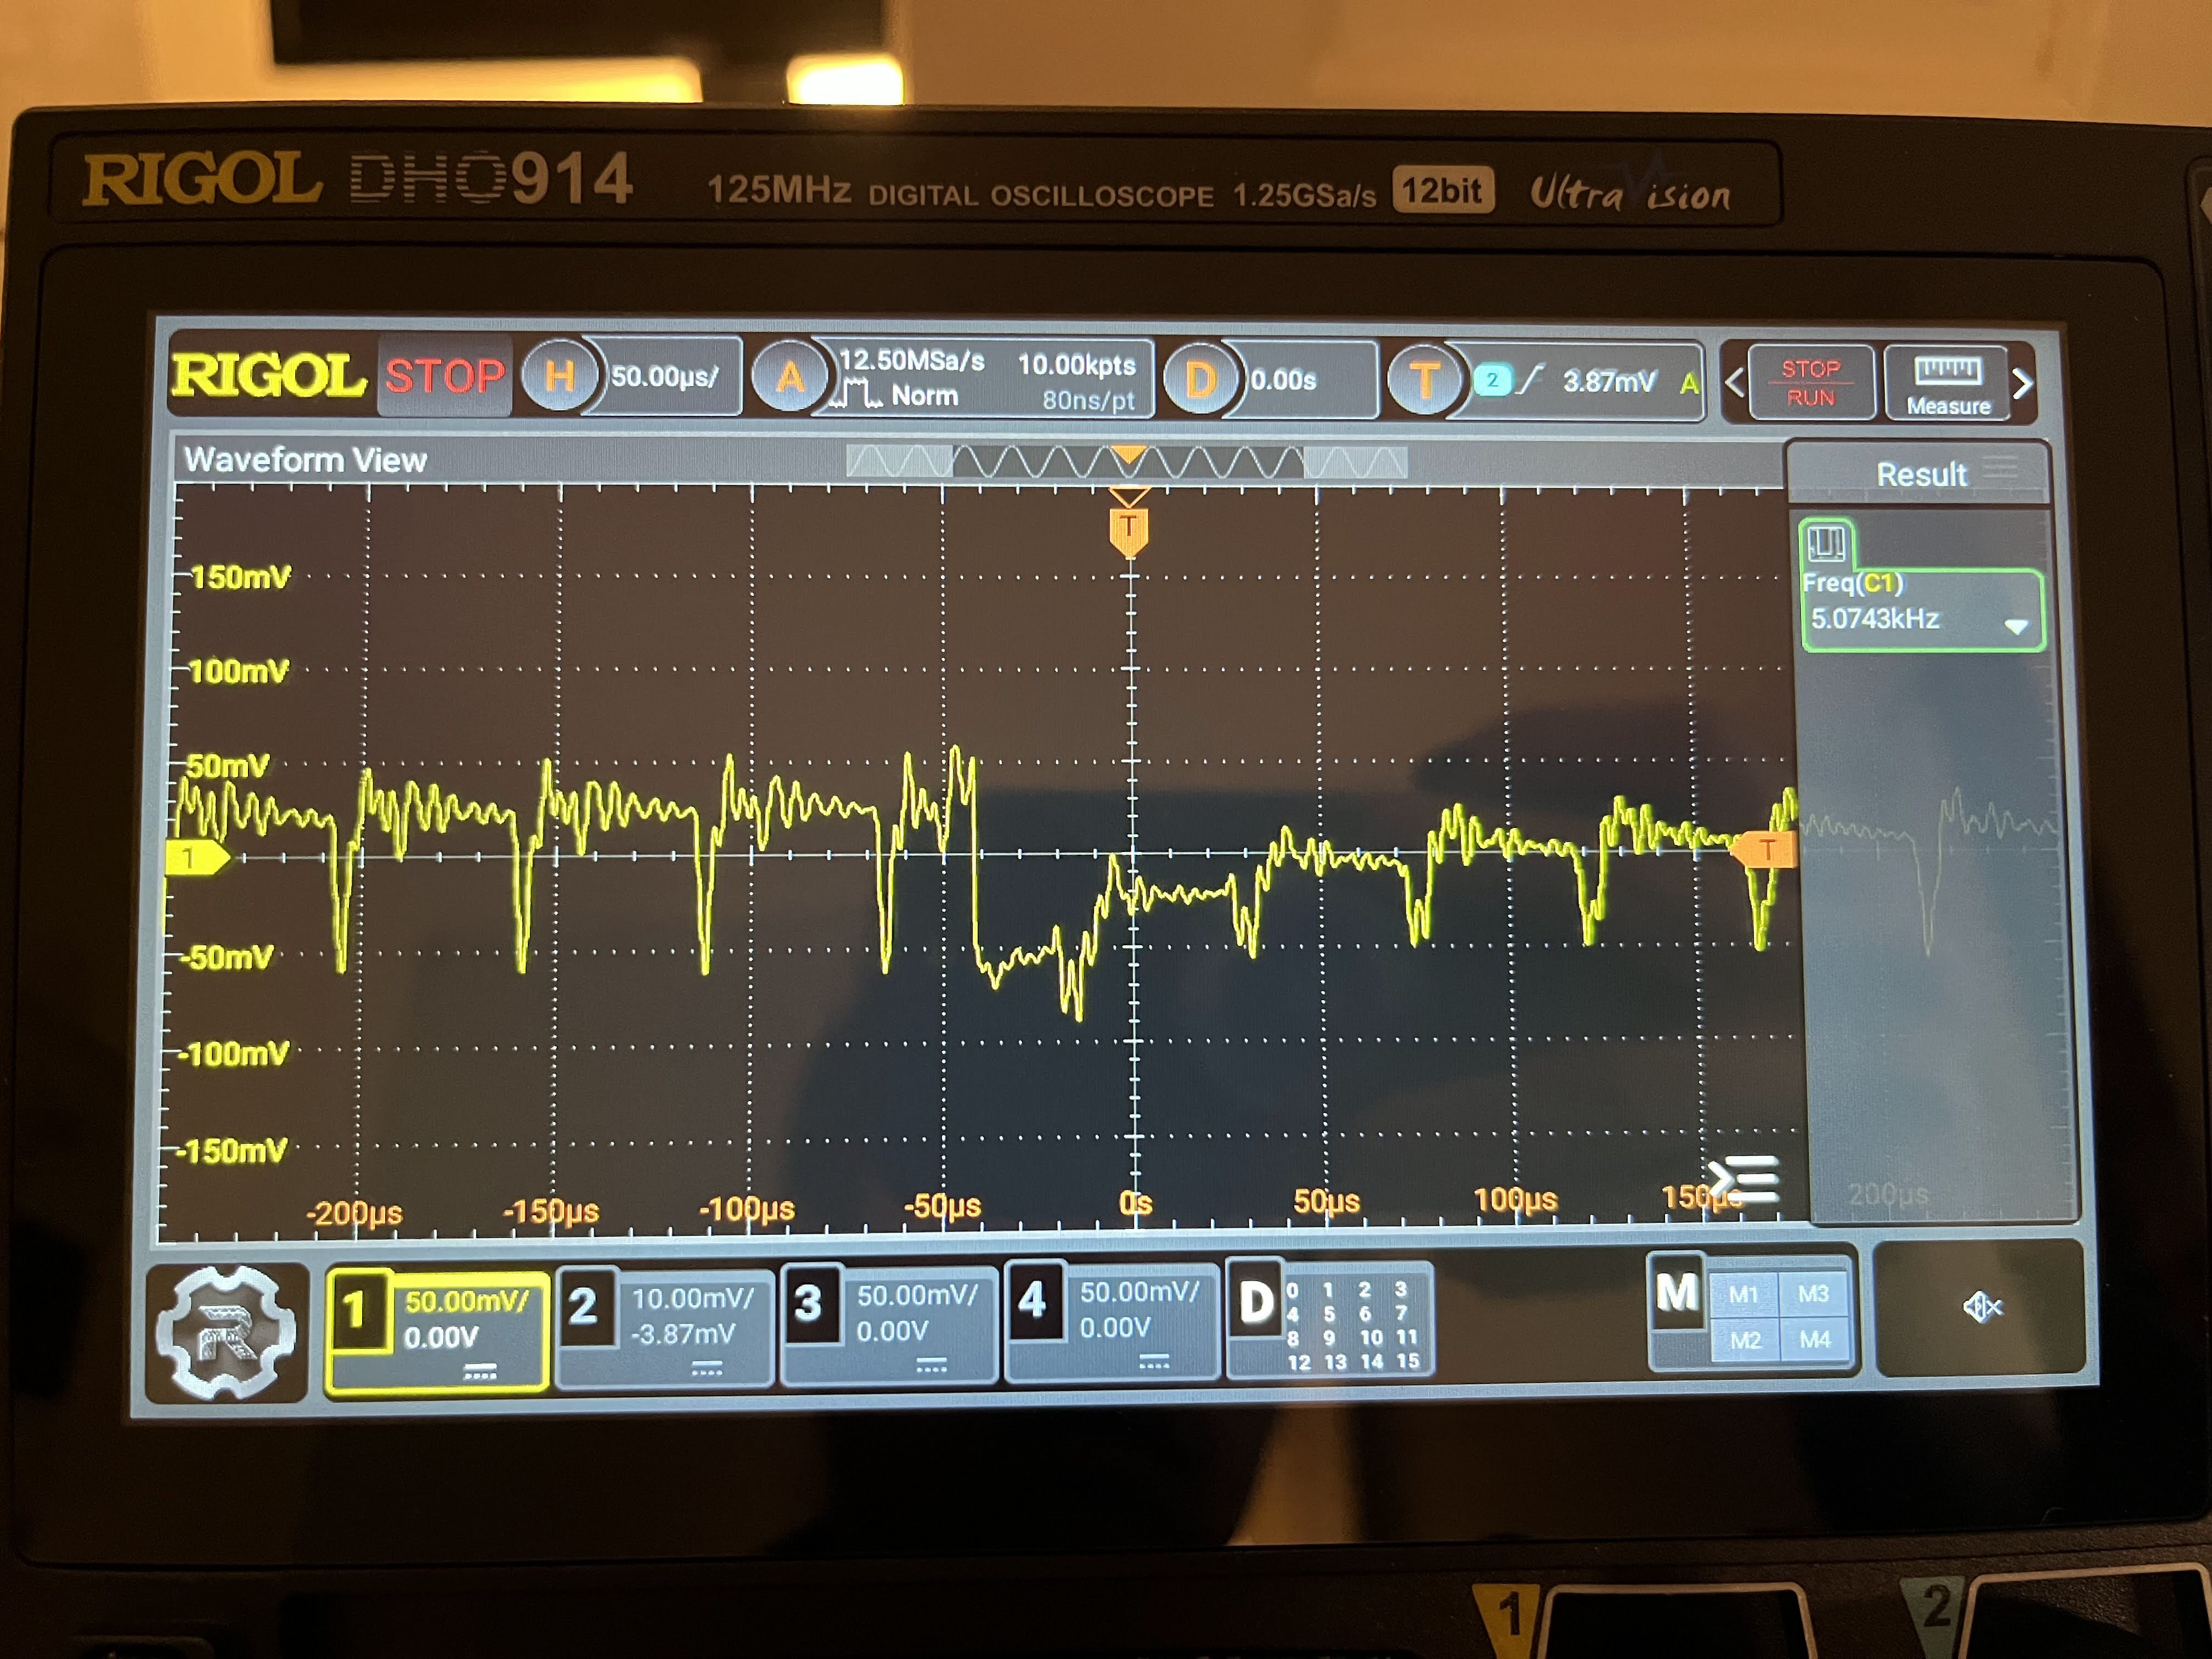 RIGOL DHO914 125MHz DIGITAL OSCILLOSCOPE 1.25GSa/s 12bit UltraVision
RIGOL STOP H 50.00µs/ A 12.50MSa/s 10.00kpts D 0.00s T 2 3.87mV A STOP
Norm 80ns/pt RUN Measure
Waveform View
Result
T
150mV
Freq(C1)
5.0743kHz
100mV
50mV
1
T
-50mV
-100mV
-150mV
-200µs -150µs -100µs -50µs 0s 50µs 100µs 150µs 200µs
1 50.00mV/ 2 10.00mV/ 3 50.00mV/ 4 50.00mV/ D 0 1 2 3 M M1 M3
0.00V -3.87mV 0.00V 0.00V 4 5 6 7
8 9 10 11 M2 M4
12 13 14 15
R
1 2